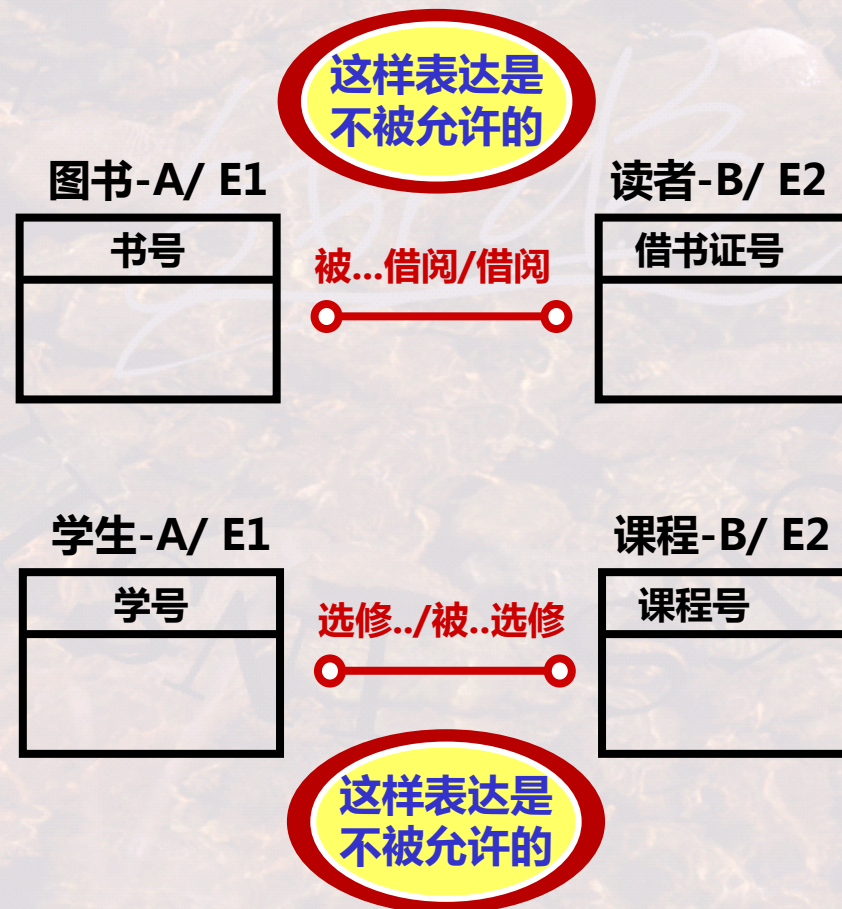 这样表达是
不被允许的
图书-A/ E1
读者-B/ E2
书号
被...借阅/借阅
借书证号
学生-A/ E1
课程-B/ E2
学号
选修../被..选修
课程号
这样表达是
不被允许的